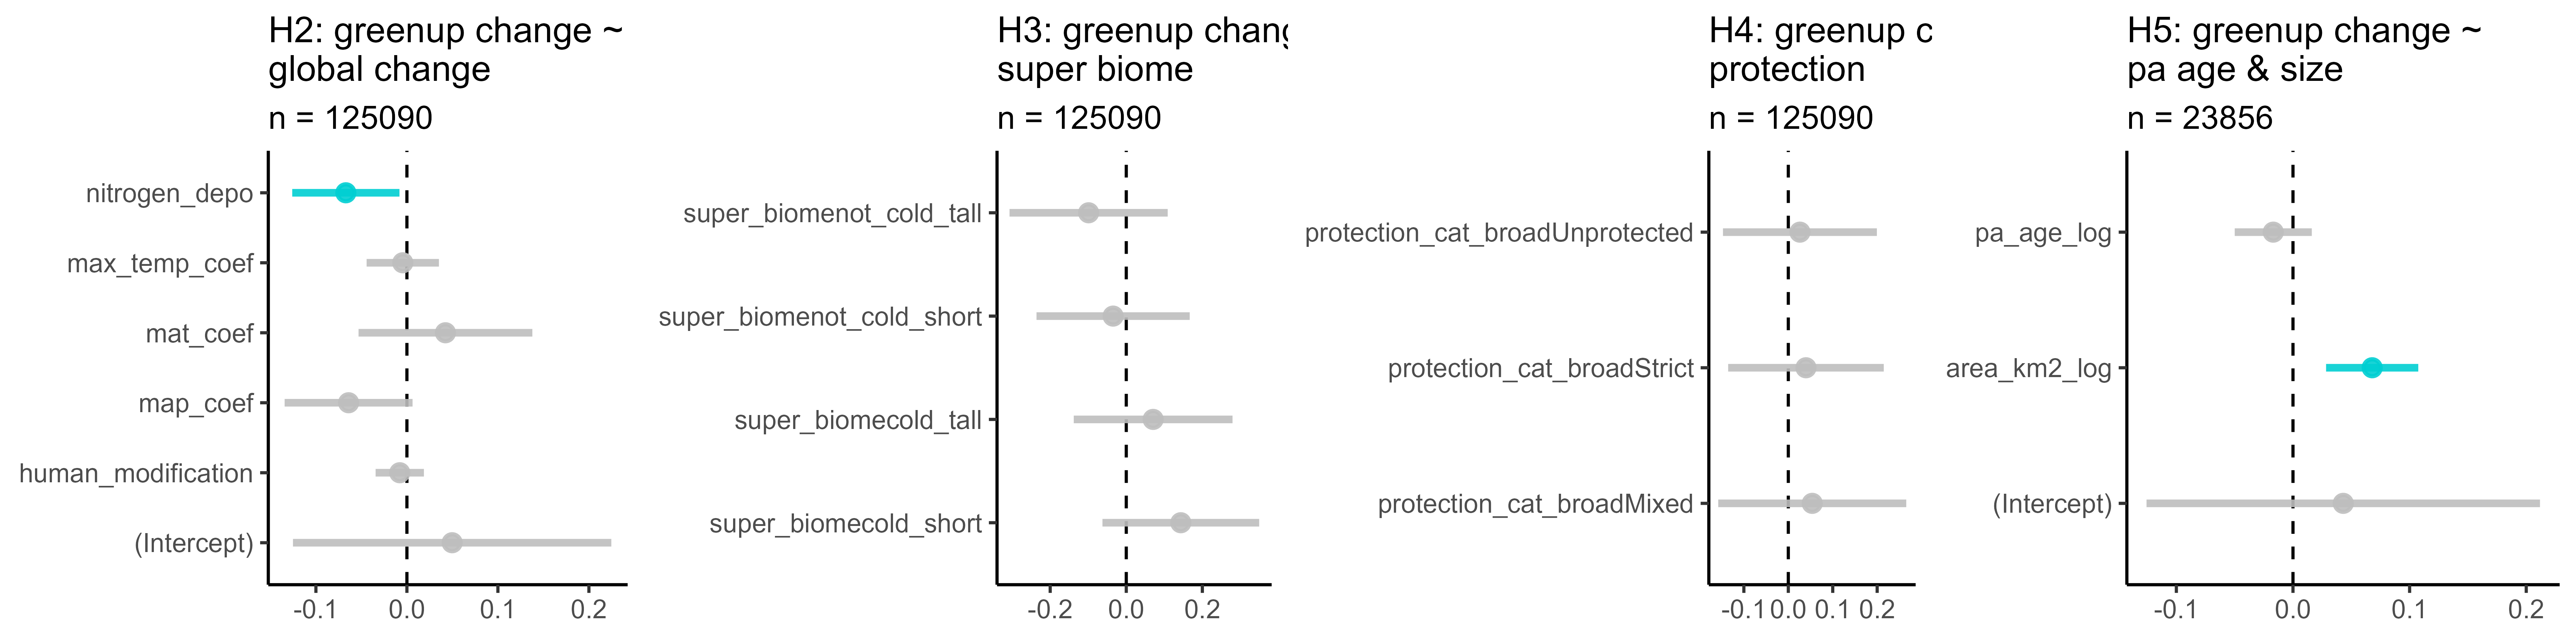 H2: greenup change ~
global change
n = 125090
nitrogen_depo
max_temp_coef
mat_coef
map_coef
human_modification
(Intercept)
-0.1 0.0 0.1 0.2
H3: greenup chang
super biome
n = 125090
super_biomenot_cold_tall
super_biomenot_cold_short
super_biomecold_tall
super_biomecold_short
-0.2 0.0 0.2
H4: greenup c
protection
n = 125090
protection_cat_broadUnprotected
protection_cat_broadStrict
protection_cat_broadMixed
-0.1 0.0 0.1 0.2
H5: greenup change ~
pa age & size
n = 23856
pa_age_log
area_km2_log
(Intercept)
-0.1 0.0 0.1 0.2